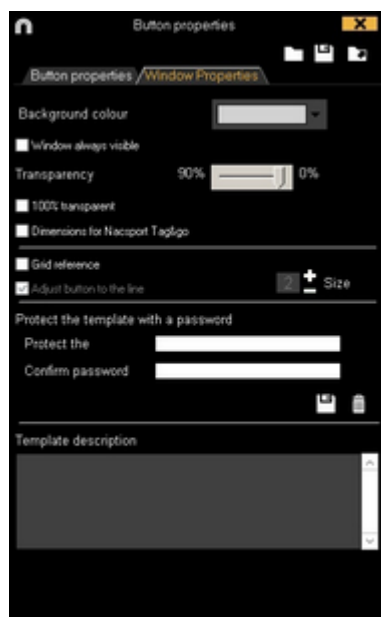 Button properties
Button properties Window Properties
Background colour
Window always visible
Transparency 90% 0%
100% transparent
Dimensions for Nacsport Tag&go
Grid reference
Adjust button to the line 2 Size
Protect the template with a password
Protect the
Confirm password
Template description